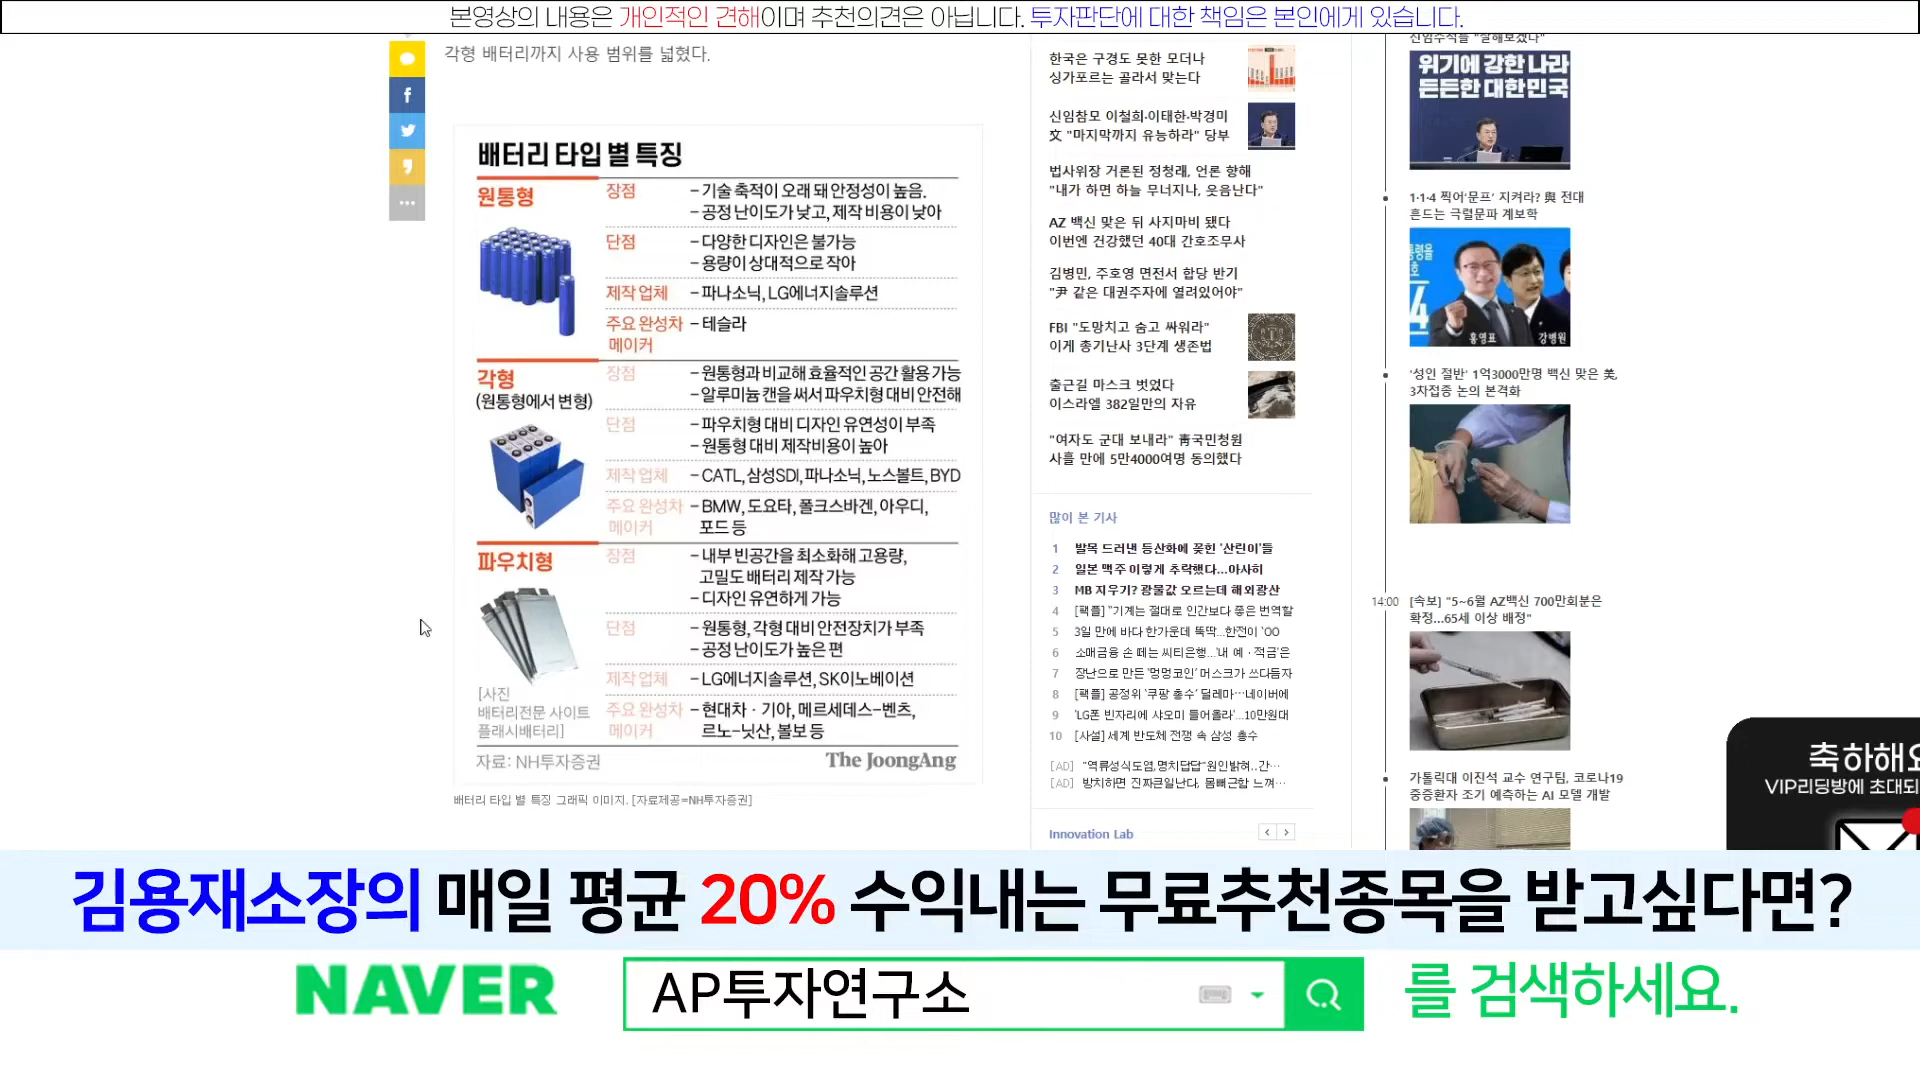 본영상의 내용은 개인적인 견해이며 추천의견은 아닙니다. 투자판단에 대한 책임은 본인에게 있습니다.
각형 배터리까지 사용 범위를 넓혔다.
배터리 타입 별 특징
원통형
장점
– 기술 축적이 오래 돼 안정성이 높음.
– 공정 난이도가 낮고, 제작 비용이 낮아
단점
– 다양한 디자인은 불가능
– 용량이 상대적으로 작아
제작 업체
– 파나소닉, LG에너지솔루션
주요 완성차 메이커
– 테슬라
각형
(원통형에서 변형)
장점
– 원통형과 비교해 효율적인 공간 활용 가능
– 알루미늄 캔을 써서 파우치형 대비 안전해
단점
– 파우치형 대비 디자인 유연성이 부족
– 원통형 대비 제작비용이 높아
제작 업체
– CATL, 삼성SDI, 파나소닉, 노스볼트, BYD
주요 완성차 메이커
– BMW, 도요타, 폴크스바겐, 아우디,
포드 등
파우치형
장점
– 내부 빈공간을 최소화해 고용량,
고밀도 배터리 제작 가능
– 디자인 유연하게 가능
단점
– 원통형, 각형 대비 안전장치가 부족
– 공정 난이도가 높은 편
제작 업체
– LG에너지솔루션, SK이노베이션
주요 완성차 메이커
– 현대차ㆍ기아, 메르세데스-벤츠,
르노-닛산, 볼보 등
[사진
배터리전문 사이트
플래시배터리]
자료: NH투자증권
The JoongAng
배터리 타입 별 특징 그래픽 이미지. [자료제공=NH투자증권]
한국은 구경도 못한 모더나
싱가포르는 골라서 맞는다
신임참모 이철희·이태한·박경미
文 "마지막까지 유능하라" 당부
법사위장 거론된 정청래, 언론 향해
"내가 하면 하늘 무너지나, 웃음난다"
AZ 백신 맞은 뒤 사지마비 됐다
이번엔 건강했던 40대 간호조무사
김병민, 주호영 면전서 합당 반기
"尹 같은 대권주자에 열려있어야"
FBI "도망치고 숨고 싸워라"
이게 총기난사 3단계 생존법
출근길 마스크 벗었다
이스라엘 382일만의 자유
"여자도 군대 보내라" 靑국민청원
사흘 만에 5만4000여명 동의했다
많이 본 기사
1 발목 드러낸 등산화에 꽂힌 '산린이'들
2 일본 맥주 이렇게 추락했다…아사히
3 MB 지우기? 광물값 오르는데 해외광산
4 [팩플] "기계는 절대로 인간보다 좋은 번역할
5 3일 만에 바다 한가운데 뚝딱…한전이 'OO
6 소매금융 손 떼는 씨티은행…'내 예·적금'은
7 장난으로 만든 '멍멍코인' 머스크가 쓰다듬자
8 [팩플] 공정위 '쿠팡 총수' 딜레마…네이버에
9 'LG폰 빈자리에 샤오미 들어올라'…10만원대
10 [사설] 세계 반도체 전쟁 속 삼성 총수
[AD] "역류성식도염,명치답답"원인밝혀..간…
[AD] 방치하면 진짜큰일난다, 몸뼈근할 느껴…
Innovation Lab
위기에 강한 나라
든든한 대한민국
1·1·4 찍어'문프' 지켜라? 與 전대
흔드는 극렬문파 계보학
홍영표
강병원
'성인 절반' 1억3000만명 백신 맞은 美,
3차접종 논의 본격화
14:00 [속보] "5~6월 AZ백신 700만회분은
확정…65세 이상 배정"
가톨릭대 이진석 교수 연구팀, 코로나19
중증환자 조기 예측하는 AI 모델 개발
축하해요
VIP리딩방에 초대되
김용재소장의 매일 평균 20% 수익내는 무료추천종목을 받고싶다면?
NAVER AP투자연구소 를 검색하세요.